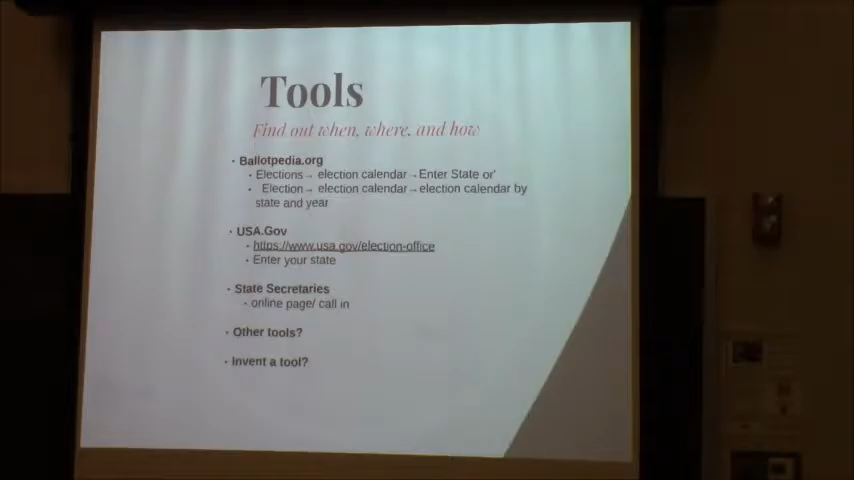 Tools
Find out when, where. and how
• Ballotpedia.org
• Elections→ election calendar→Enter State or'
• Election→ election calendar→election calendar by
state and year
• USA.Gov
• https://www.usa.gov/election-office
• Enter your state
• State Secretaries
• online page/ call in
• Other tools?
• Invent a tool?